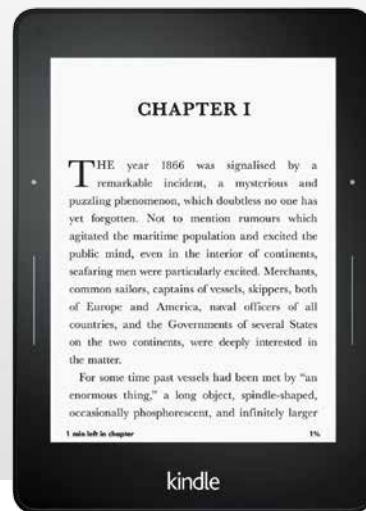 CHAPTER I
THE year 1866 was signalised by a
remarkable incident, a mysterious and
puzzling phenomenon, which doubtless no one has
yet forgotten. Not to mention rumours which
agitated the maritime population and excited the
public mind, even in the interior of continents,
seafaring men were particularly excited. Merchants,
common sailors, captains of vessels, skippers, both
of Europe and America, naval officers of all
countries, and the Governments of several States
on the two continents, were deeply interested in
the matter.
For some time past vessels had been met by “an
enormous thing,” a long object, spindle-shaped,
occasionally phosphorescent, and infinitely larger
1 min left in chapter 1%
kindle